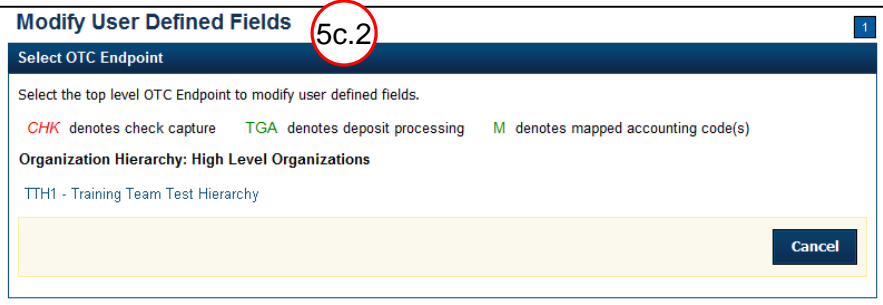 Modify User Defined Fields
5c.2
1
Select OTC Endpoint
Select the top level OTC Endpoint to modify user defined fields.
CHK denotes check capture TGA denotes deposit processing M denotes mapped accounting code(s)
Organization Hierarchy: High Level Organizations
TTH1 - Training Team Test Hierarchy
Cancel